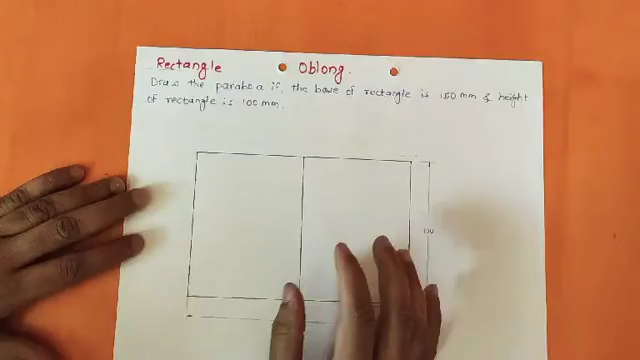 Rectangle Oblong.
Draw the parabola if, the base of rectangle is 150 mm & height
of rectangle is 100 mm.
100